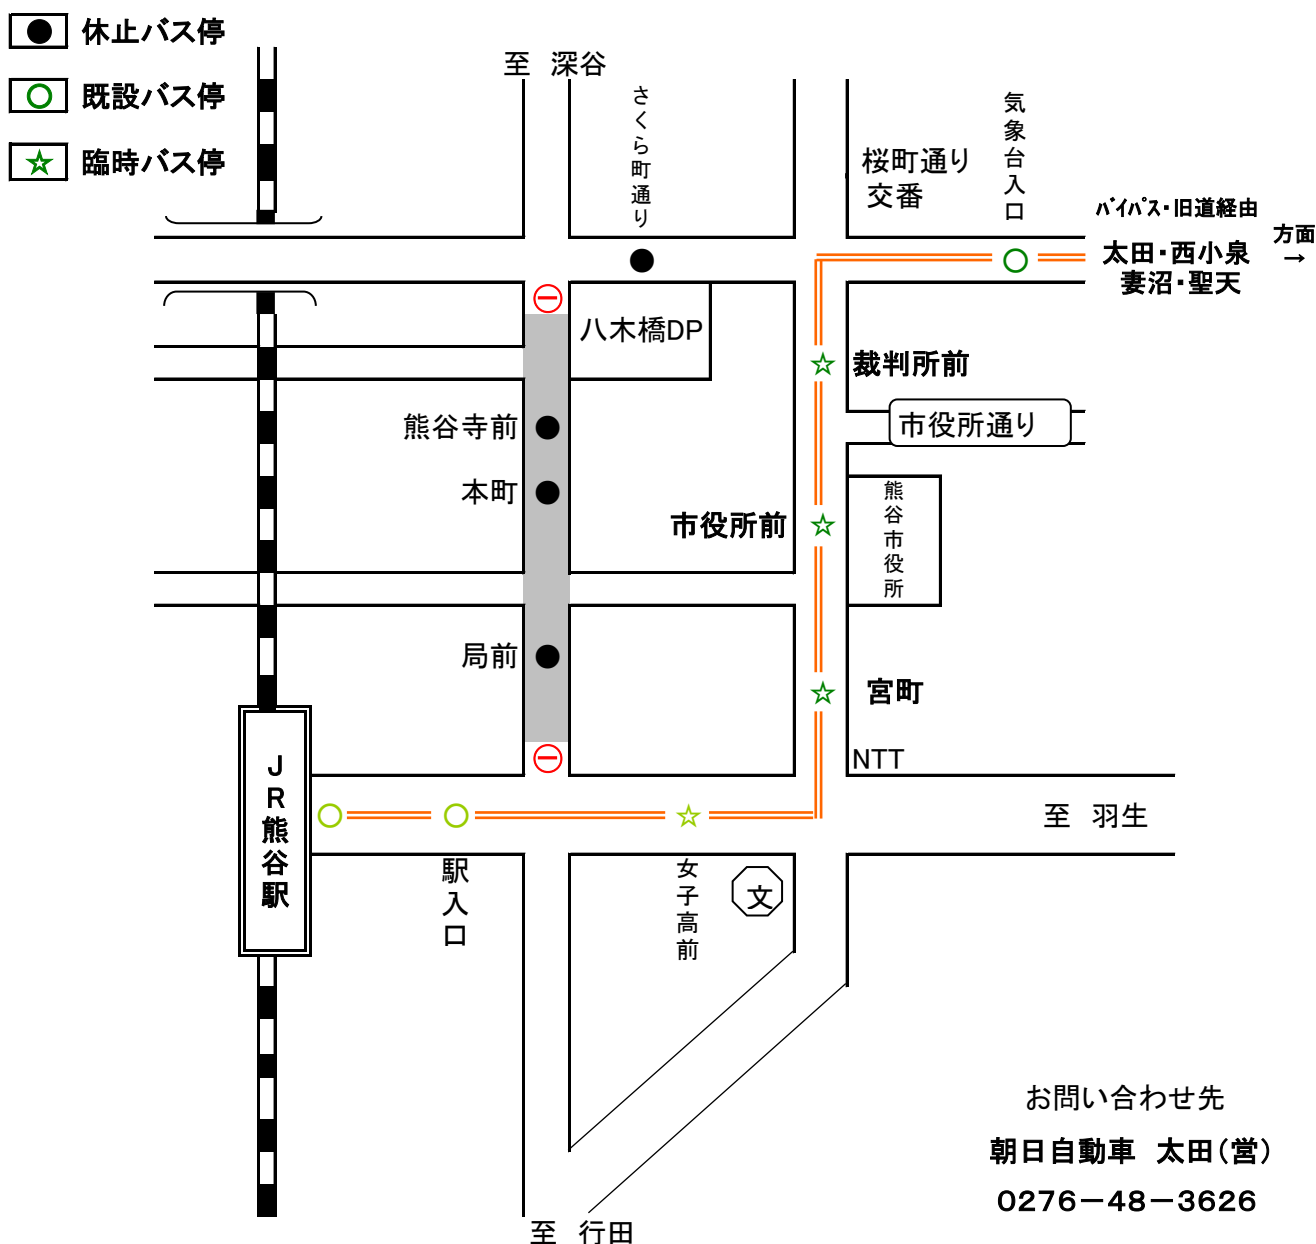 休止バス停
既設バス停
臨時バス停
至 深谷
さくら町通り
気象台入口
桜町通り
交番
バイパス・旧道経由
太田・西小泉
妻沼・聖天
方面
→
八木橋DP
裁判所前
熊谷寺前
市役所通り
本町
市役所前
熊谷市役所
局前
宮町
NTT
JR熊谷駅
至 羽生
駅入口
女子高前
文
お問い合わせ先
朝日自動車 太田(営)
0276-48-3626
至 行田